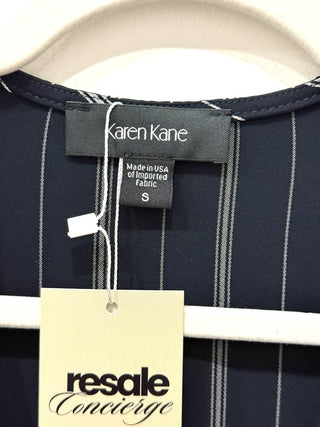 Karen Kane
Made in USA
of Imported
Fabric
S
resale
Concierge